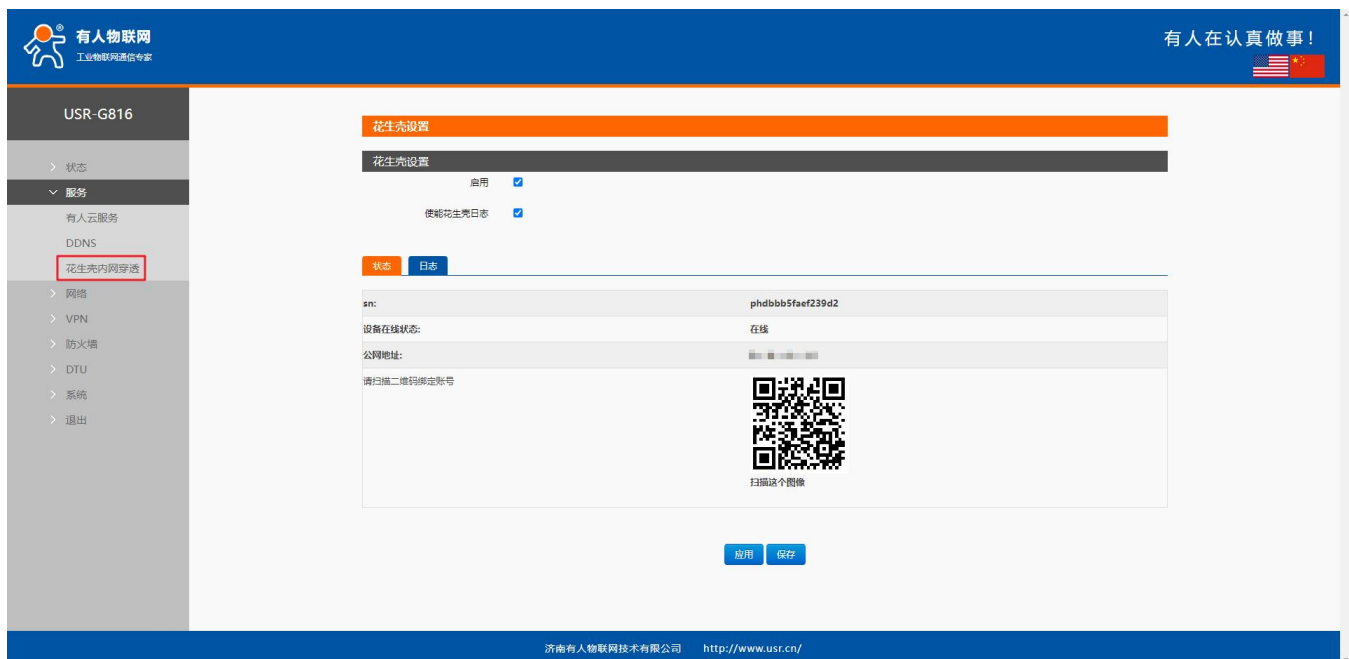 有人物联网
工业物联网通信专家
有人在认真做事!
USR-G816
状态
服务
有人云服务
DDNS
花生壳内网穿透
网络
VPN
防火墙
DTU
系统
退出
花生壳设置
花生壳设置
启用
使能花生壳日志
状态 日志
sn: phdbbb5faef239d2
设备在线状态: 在线
公网地址:
请扫描二维码绑定账号
扫描这个图像
应用 保存
济南有人物联网技术有限公司 http://www.usr.cn/